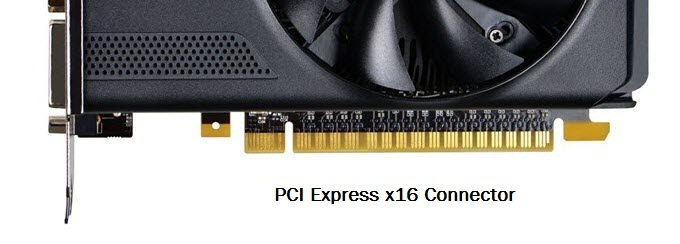 PCI Express x16 Connector